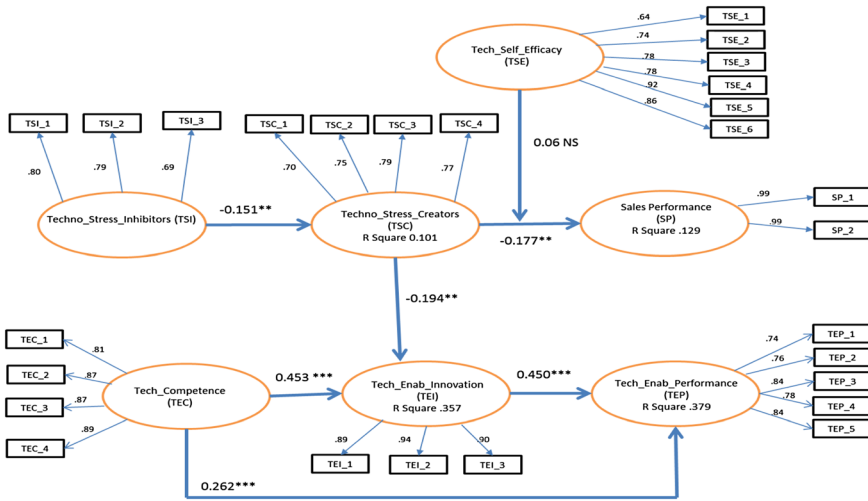 TSE_1
.64
TSE_2
.74
Tech_Self_Efficacy
(TSE)
TSE_3
.78
TSE_4
.78
TSE_5
.92
TSE_6
.86
TSI_1
TSI_2
TSI_3
TSC_1
TSC_2
TSC_3
TSC_4
0.06 NS
.80
.79
.69
.70
.75
.79
.77
Techno_Stress_Inhibitors (TSI)
-0.151**
Techno_Stress_Creators
(TSC)
R Square 0.101
-0.177**
Sales Performance
(SP)
R Square .129
.99
SP_1
.99
SP_2
-0.194**
TEC_1
.81
TEC_2
.87
TEC_3
.87
TEC_4
.89
Tech_Competence
(TEC)
0.453 ***
Tech_Enab_Innovation
(TEI)
R Square .357
0.450***
Tech_Enab_Performance
(TEP)
R Square .379
.74
TEP_1
.76
TEP_2
.84
TEP_3
.78
TEP_4
.84
TEP_5
.89
.94
.90
TEI_1
TEI_2
TEI_3
0.262***